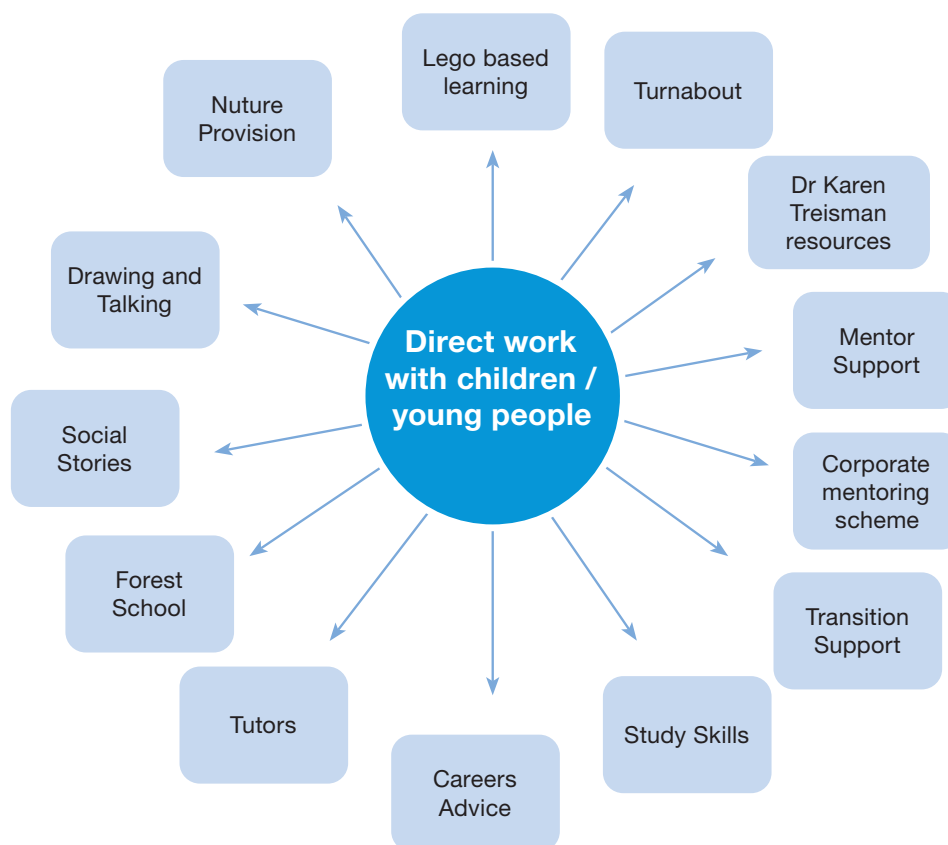 Lego based
learning
Turnabout
Nuture
Provision
Dr Karen
Treisman
resources
Drawing and
Talking
Direct work
with children /
young people
Mentor
Support
Social
Stories
Corporate
mentoring
scheme
Forest
School
Transition
Support
Tutors
Study Skills
Careers
Advice